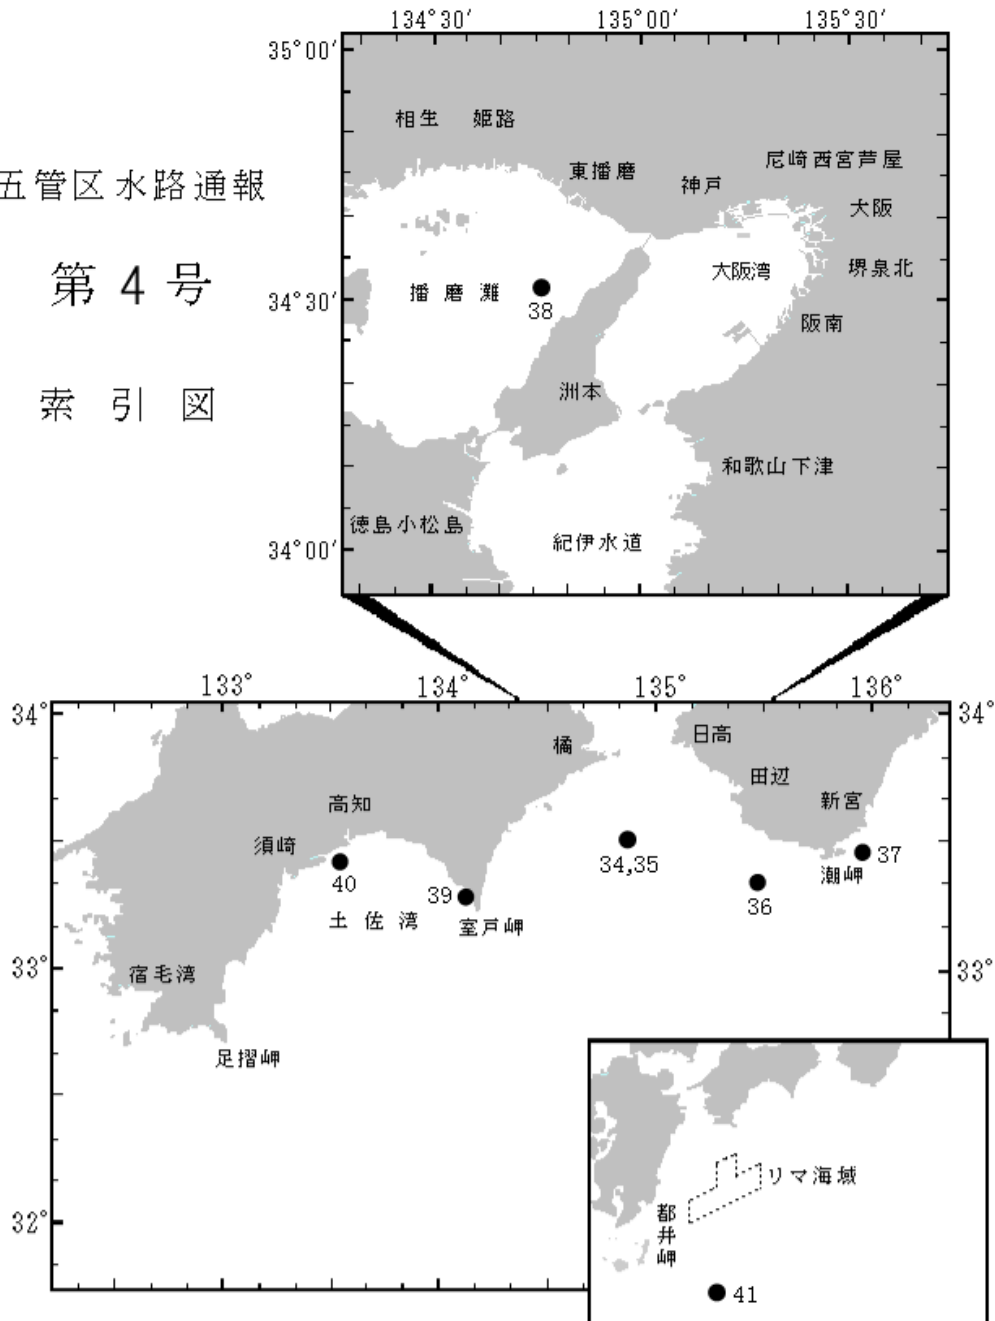 134°30′ 135°00′ 135°30′
35°00′
相生 姫路
東播磨
尼崎西宮芦屋
神戸
大阪
五管区水路通報
第 4 号
索 引 図
大阪湾
堺泉北
播 磨 灘
38
34°30′
阪南
洲本
和歌山下津
徳島小松島
紀伊水道
34°00′
133° 134° 135° 136°
34° 34°
橘
日高
田辺
新宮
高知
須崎
40
39
34,35
37
潮岬
36
土 佐 湾
室戸岬
33° 33°
宿毛湾
足摺岬
リマ海域
都井岬
32°
41